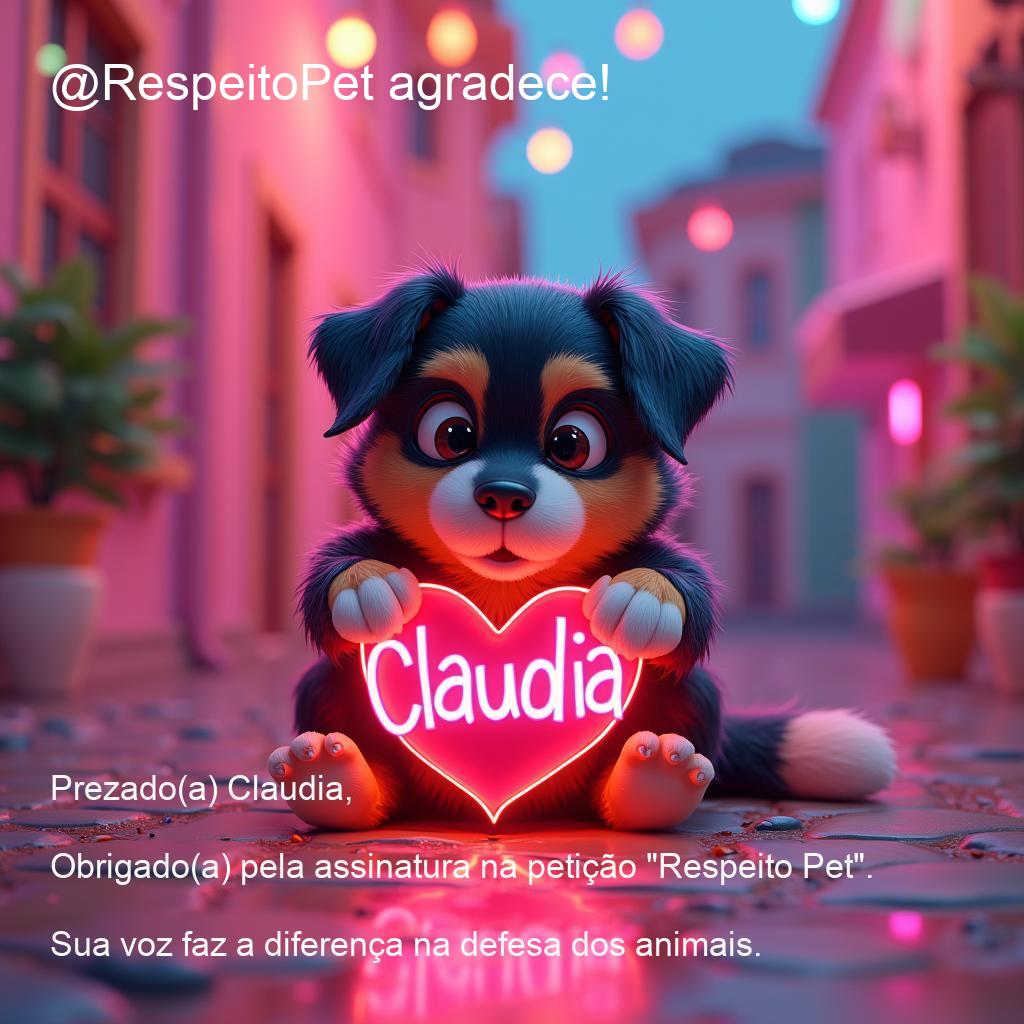 @RespeitoPet agradece!
Claudia
Prezado(a) Claudia,
Obrigado(a) pela assinatura na petição "Respeito Pet".
Sua voz faz a diferença na defesa dos animais.